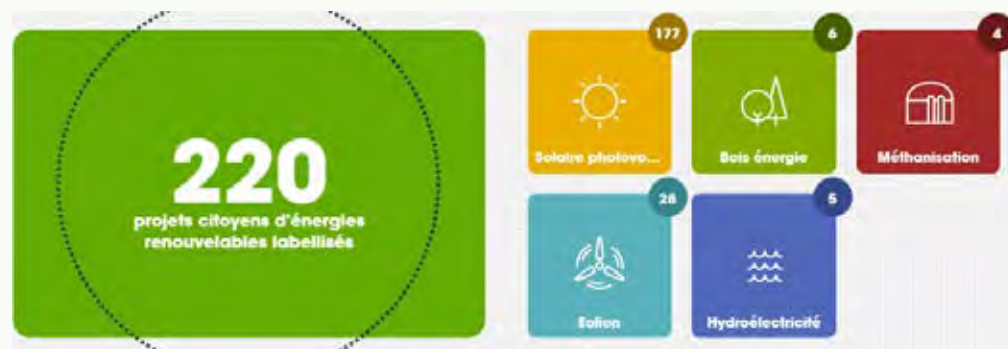 220
projets citoyens d'énergies
renouvelables labellisés
177
Solaire photovo...
6
Bois énergie
4
Méthanisation
28
Eolien
5
Hydroélectricité